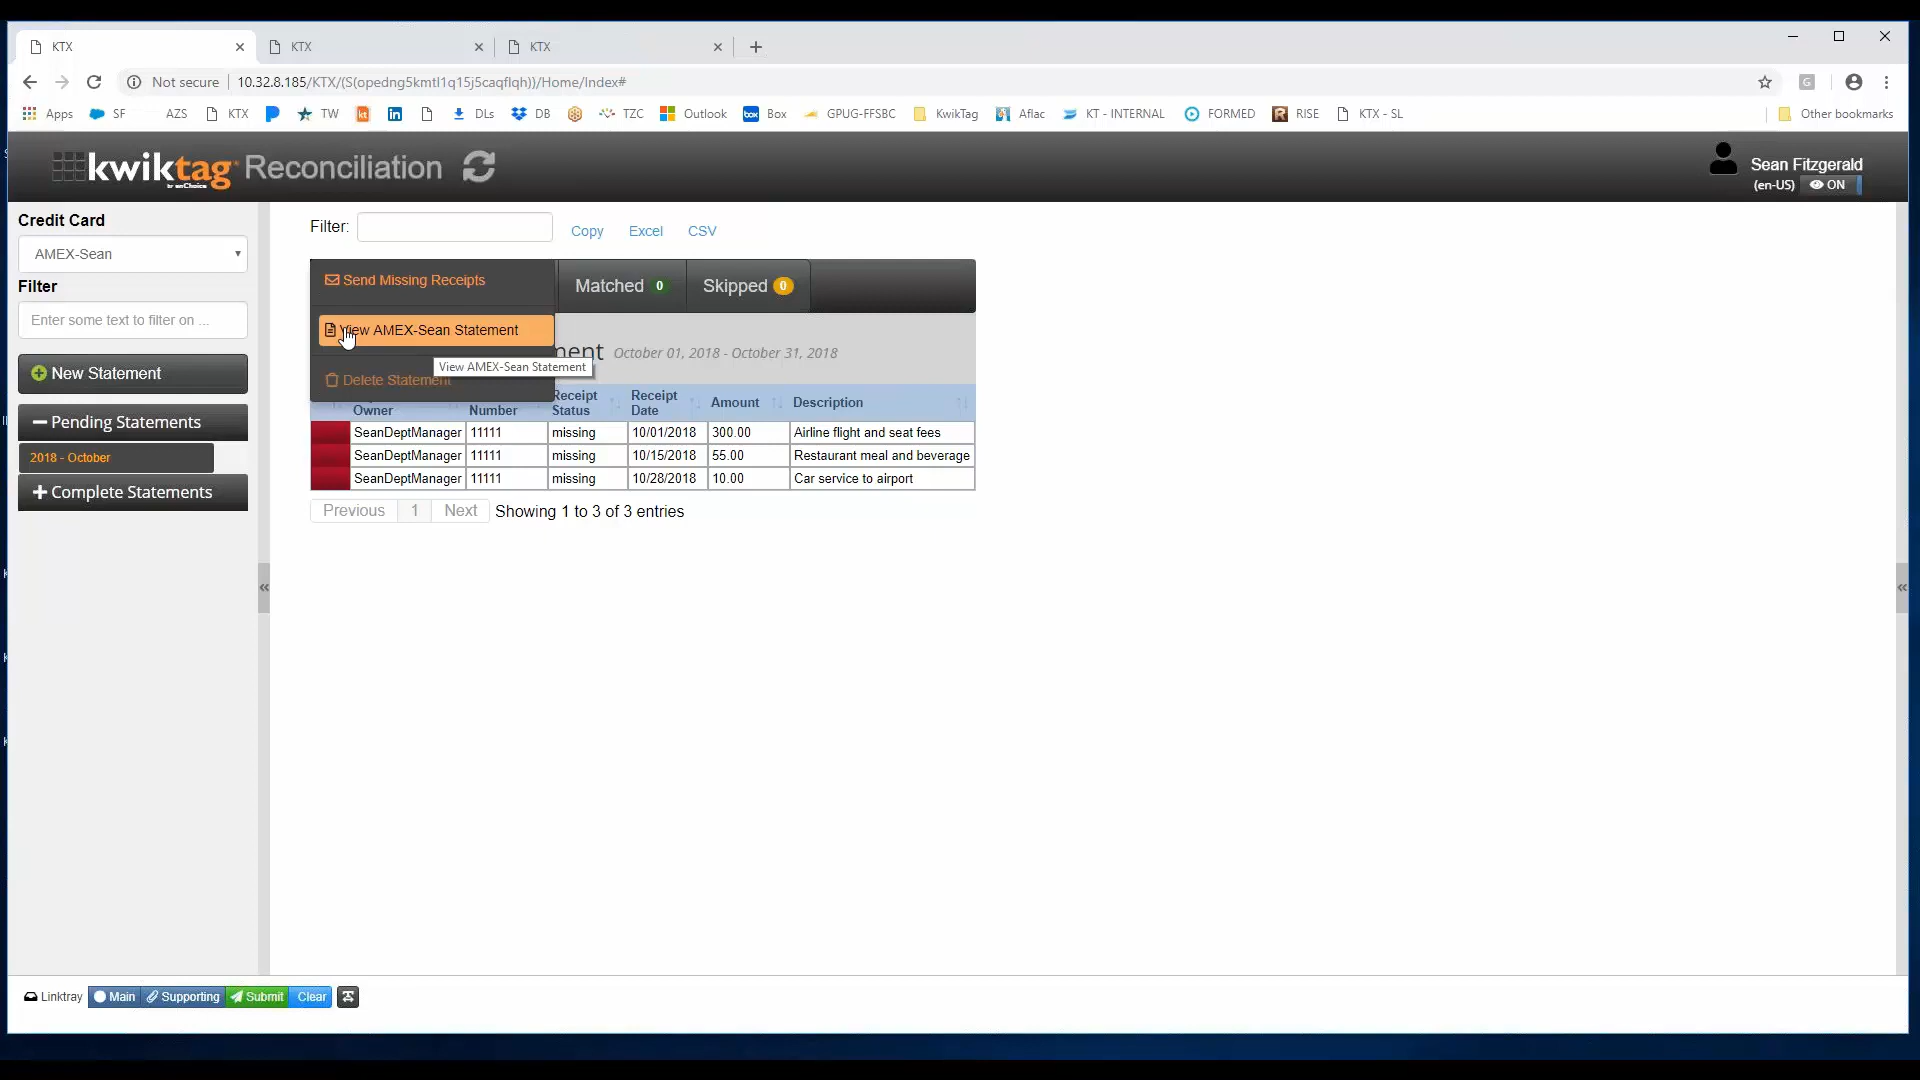 KTX
KTX
KTX
Not secure
10.32.8.185/KTX/(S(opedng5kmtl1q15j5caqflqh))/Home/Index#
Apps SF AZS KTX TW kt in DLs DB TZC Outlook box Box GPUG-FFSBC KwikTag Aflac KT - INTERNAL FORMED RISE KTX - SL Other bookmarks
kwiktag Reconciliation
by enChoice
Sean Fitzgerald
(en-US) ON
Credit Card
AMEX-Sean
Filter
Enter some text to filter on ...
New Statement
Pending Statements
2018 - October
Complete Statements
Filter: Copy Excel CSV
Send Missing Receipts
View AMEX-Sean Statement
Delete Statement
View AMEX-Sean Statement
Matched 0 Skipped 0
ment October 01, 2018 - October 31, 2018
Owner Number Receipt Status Receipt Date Amount Description
SeanDeptManager 11111 missing 10/01/2018 300.00 Airline flight and seat fees
SeanDeptManager 11111 missing 10/15/2018 55.00 Restaurant meal and beverage
SeanDeptManager 11111 missing 10/28/2018 10.00 Car service to airport
Previous 1 Next Showing 1 to 3 of 3 entries
Linktray Main Supporting Submit Clear